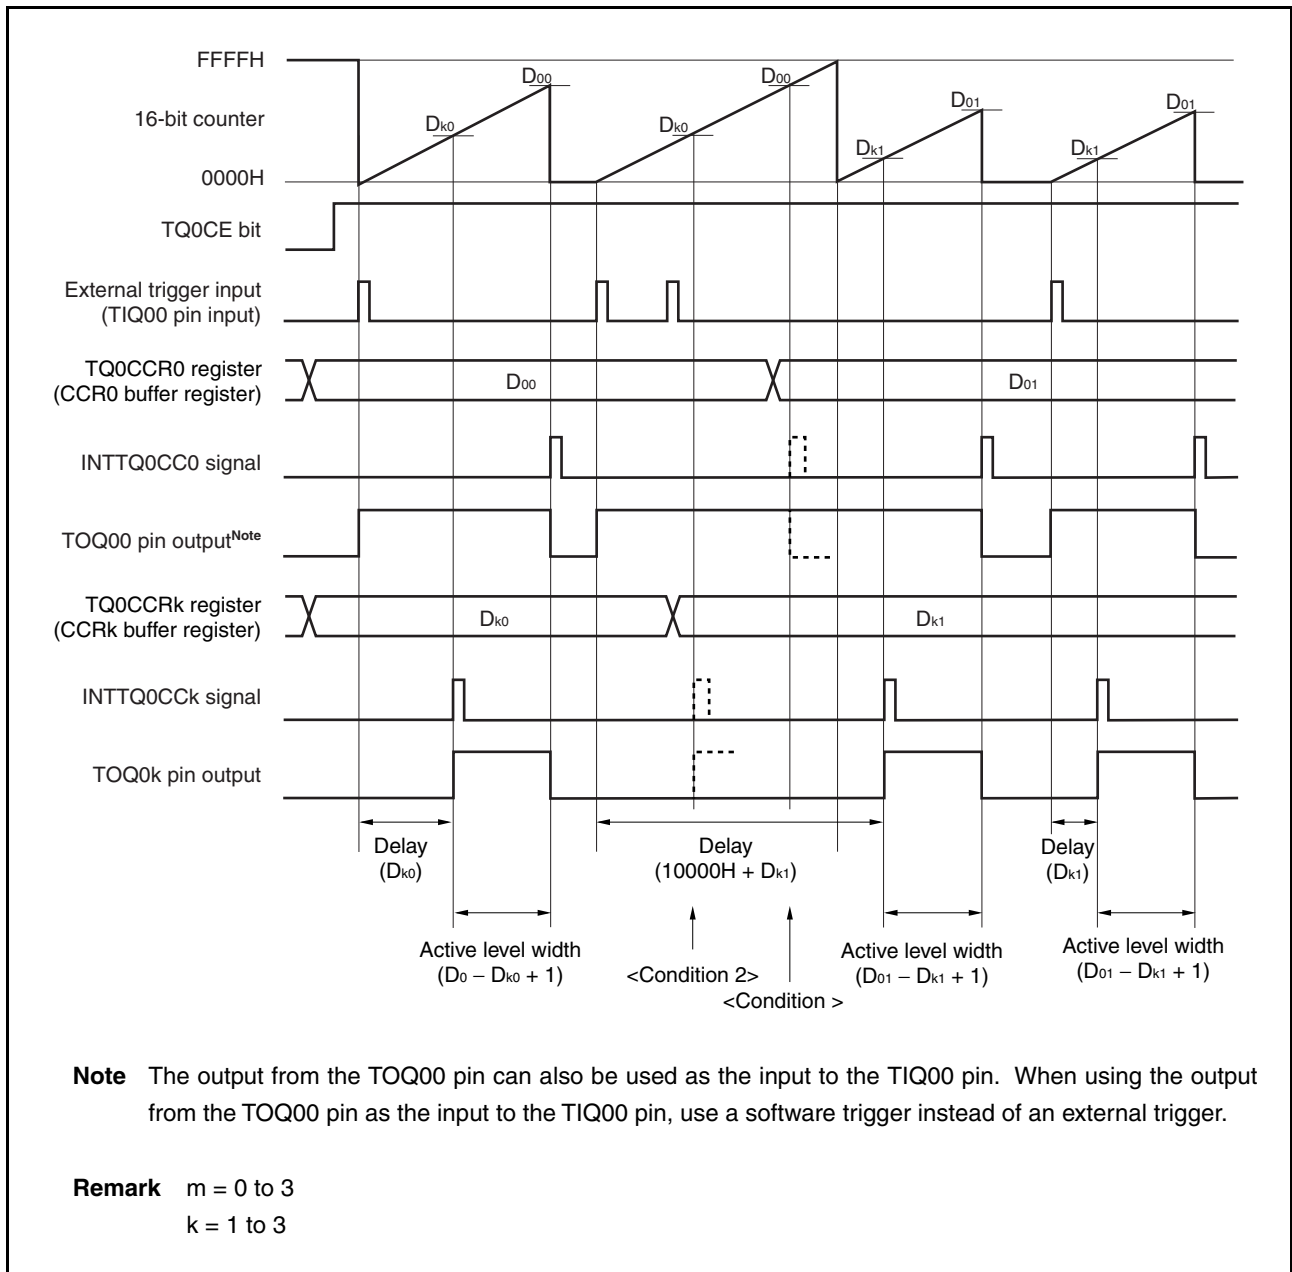 FFFFH
16-bit counter
0000H
D00
Dk0
D00
Dk0
D01
Dk1
D01
Dk1
TQ0CE bit
External trigger input
(TIQ00 pin input)
TQ0CCR0 register
(CCR0 buffer register)
D00
D01
INTTQ0CC0 signal
TOQ00 pin outputNote
TQ0CCRk register
(CCRk buffer register)
Dk0
Dk1
INTTQ0CCk signal
TOQ0k pin output
Delay
(Dk0)
Delay
(10000H + Dk1)
Delay
(Dk1)
Active level width
(D0 − Dk0 + 1)
<Condition 2>
<Condition >
Active level width
(D01 − Dk1 + 1)
Active level width
(D01 − Dk1 + 1)
Note The output from the TOQ00 pin can also be used as the input to the TIQ00 pin. When using the output
from the TOQ00 pin as the input to the TIQ00 pin, use a software trigger instead of an external trigger.
Remark m = 0 to 3
k = 1 to 3